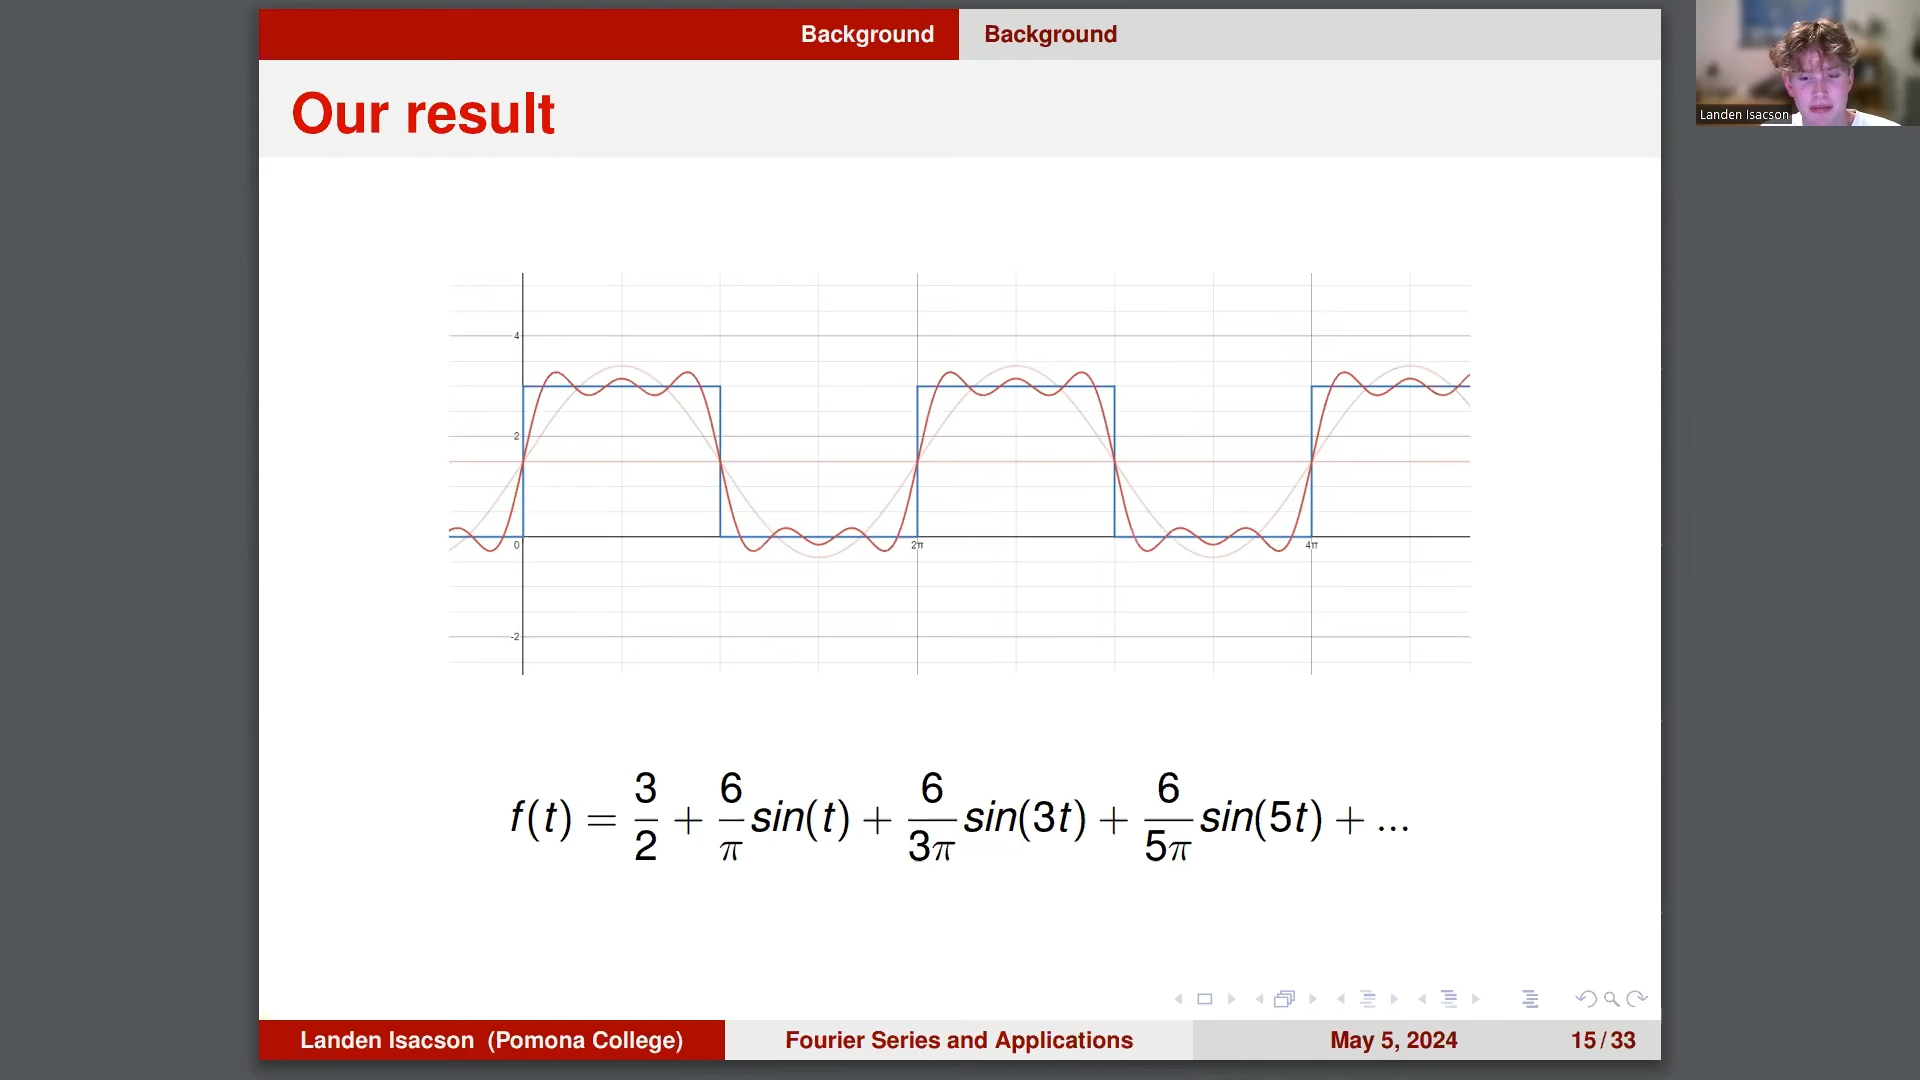 Background Background
Landen Isacson
Our result
4
2
0 2π 4π
-2
f(t) = 3/2 + 6/π sin(t) + 6/3π sin(3t) + 6/5π sin(5t) + ...
Landen Isacson (Pomona College) Fourier Series and Applications May 5, 2024 15 / 33